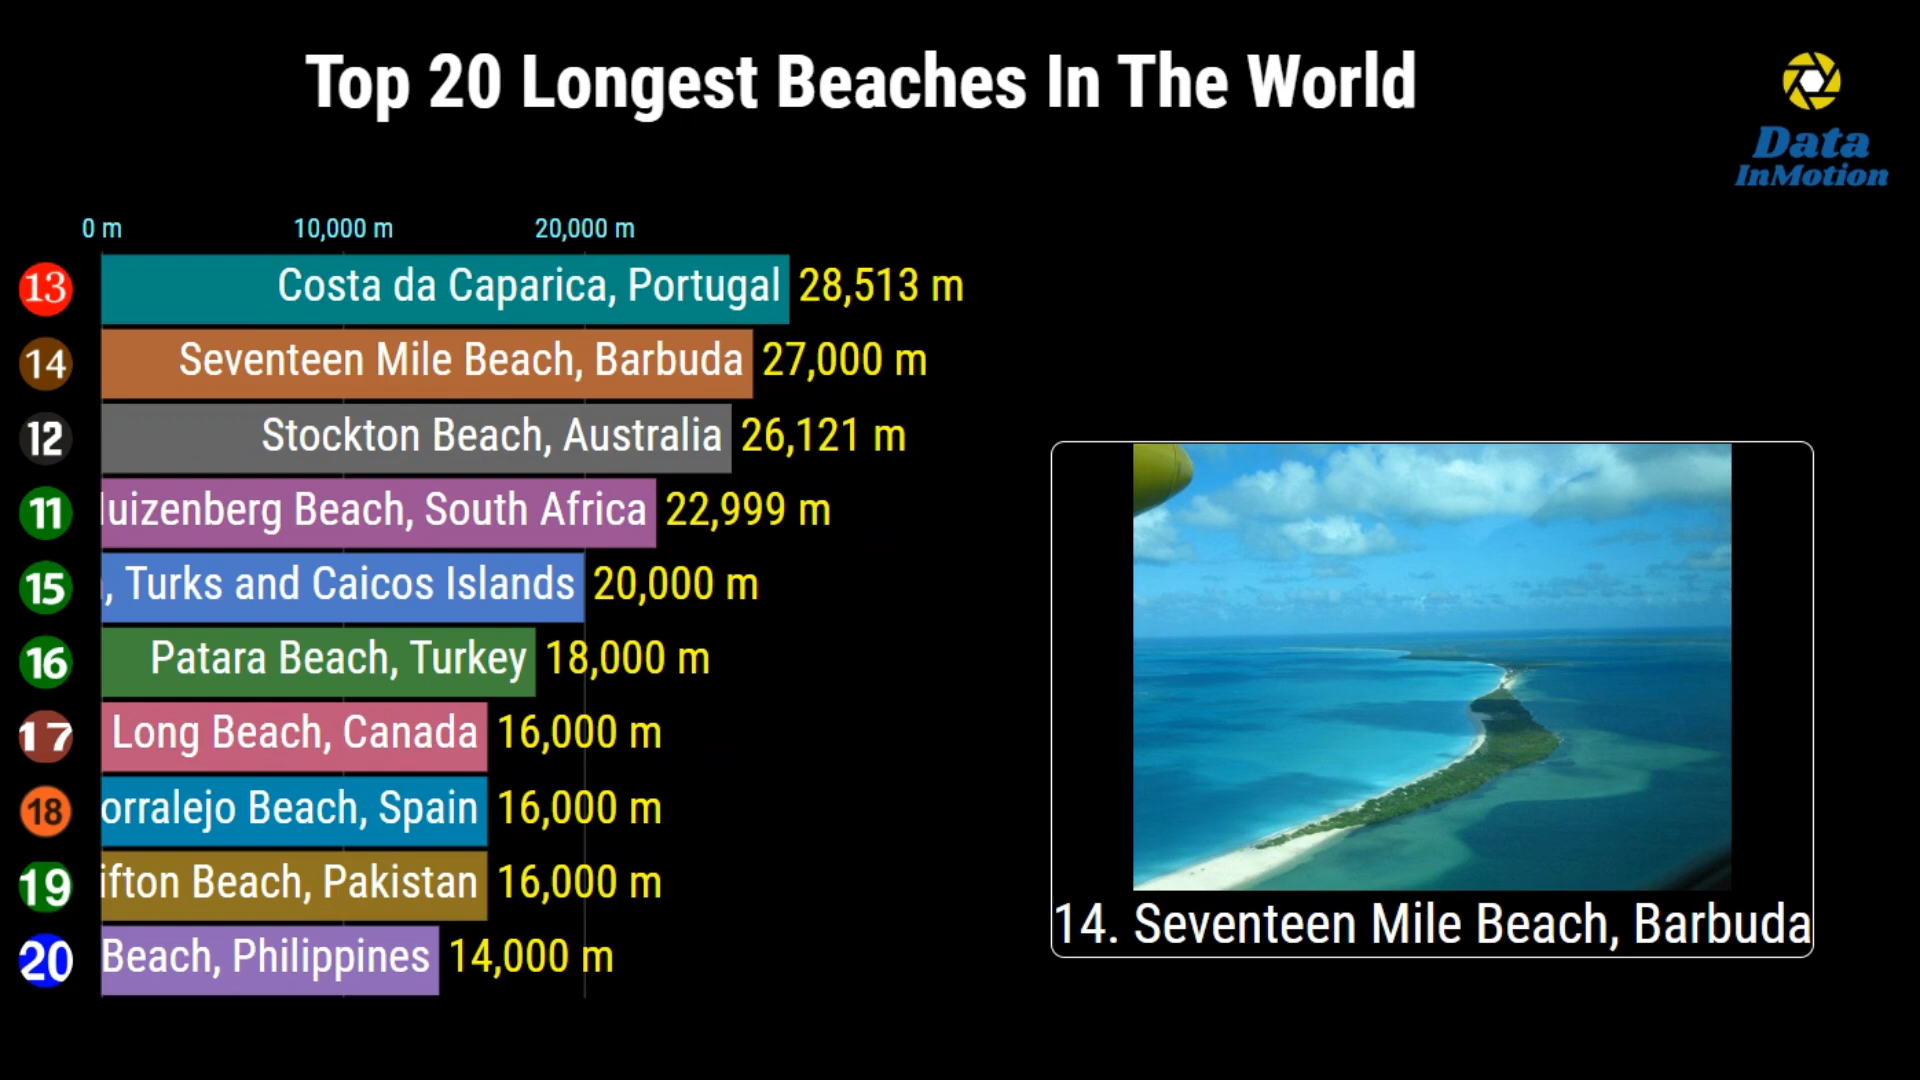 Top 20 Longest Beaches In The World
Data
InMotion
0 m 10,000 m 20,000 m
13 Costa da Caparica, Portugal 28,513 m
14 Seventeen Mile Beach, Barbuda 27,000 m
12 Stockton Beach, Australia 26,121 m
11 uizenberg Beach, South Africa 22,999 m
15 , Turks and Caicos Islands 20,000 m
16 Patara Beach, Turkey 18,000 m
17 Long Beach, Canada 16,000 m
18 orralejo Beach, Spain 16,000 m
19 ifton Beach, Pakistan 16,000 m
20 Beach, Philippines 14,000 m
14. Seventeen Mile Beach, Barbuda